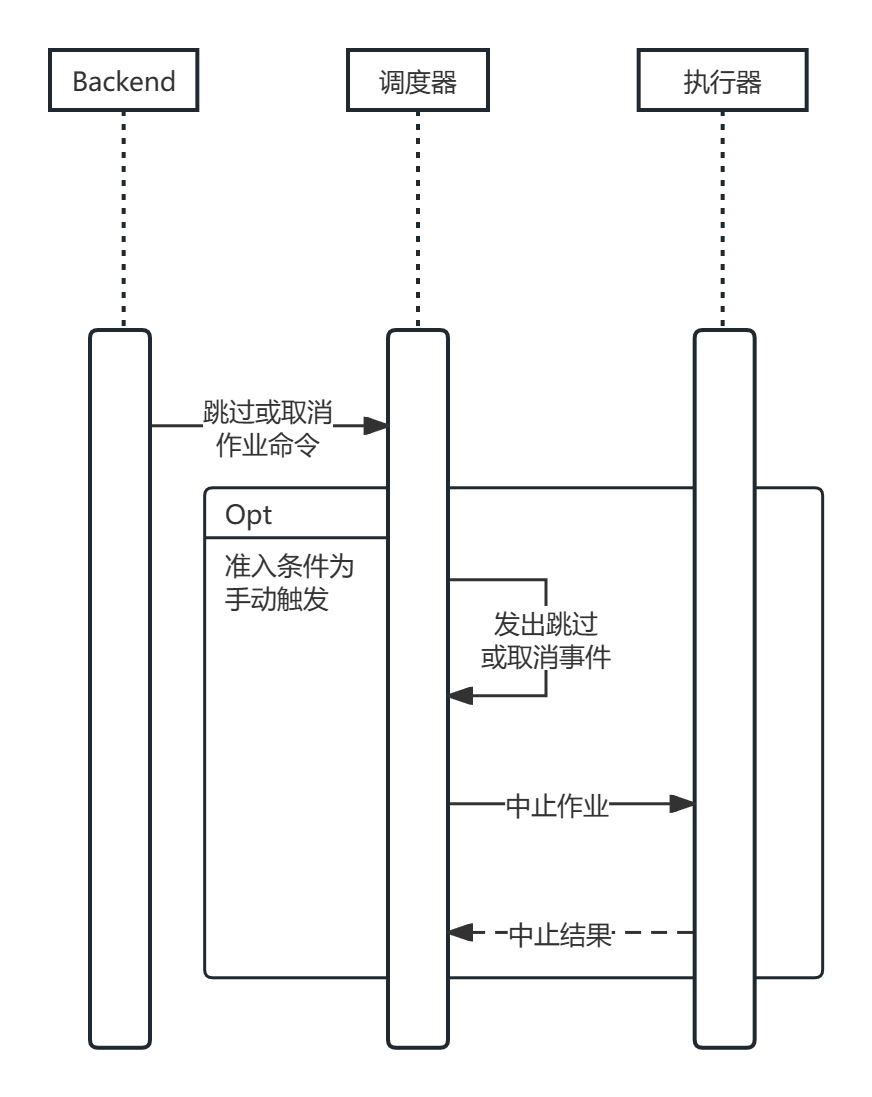 Backend
调度器
执行器
跳过或取消
作业命令
Opt
准入条件为
手动触发
发出跳过
或取消事件
中止作业
中止结果